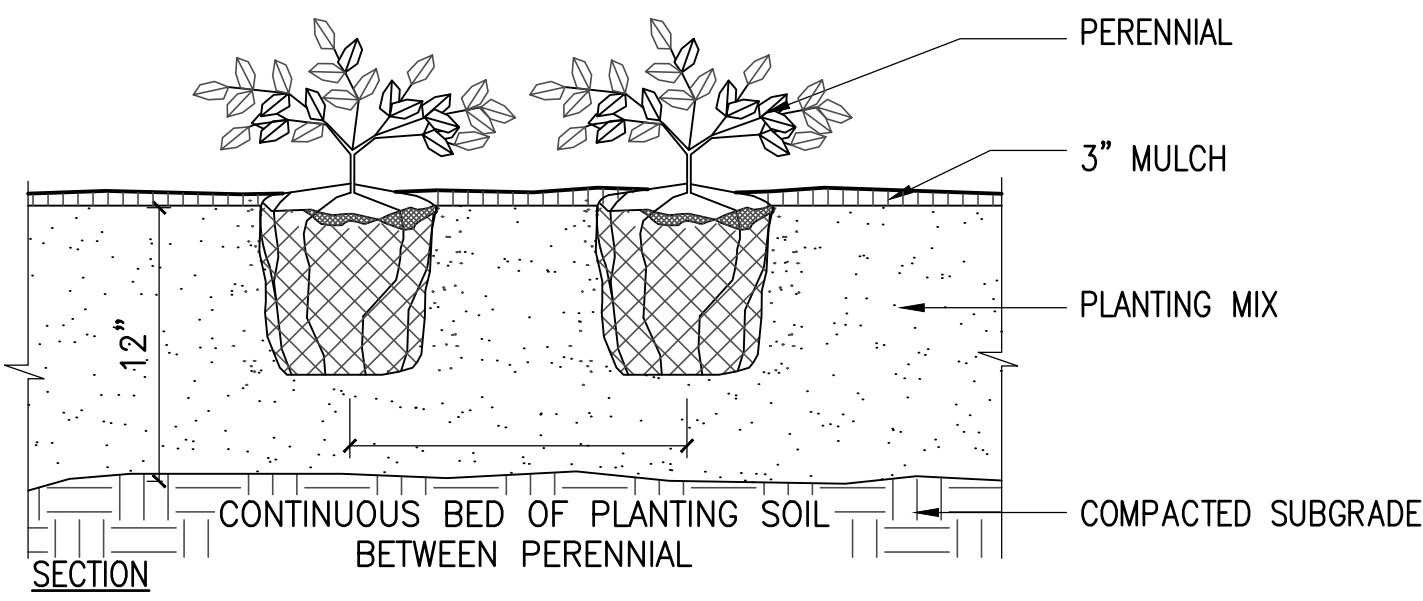 PERENNIAL
3" MULCH
PLANTING MIX
12"
CONTINUOUS BED OF PLANTING SOIL
BETWEEN PERENNIAL
COMPACTED SUBGRADE
SECTION